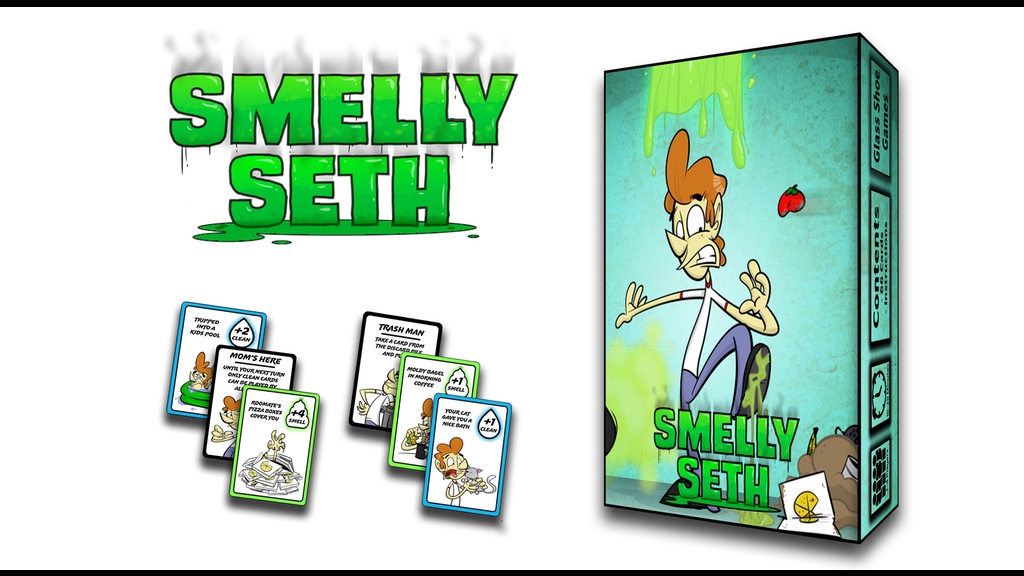 SMELLY
SETH
TRIPPED
INTO A
KIDS POOL
+2
CLEAN
MOM'S HERE
UNTIL YOUR NEXT TURN
ONLY CLEAN CARDS
CAN BE PLAYED BY
ROOMATE'S
PIZZA BOXES
COVER YOU
+4
SMELL
TRASH MAN
TAKE A CARD FROM
THE DISCARD PILE
MOLDY BAGEL
IN MORNING
COFFEE
+1
SMELL
YOUR CAT
GAVE YOU A
NICE BATH
+1
CLEAN
SMELLY
SETH
Glass Shoe
Games
Contents
Cards
- Instructions